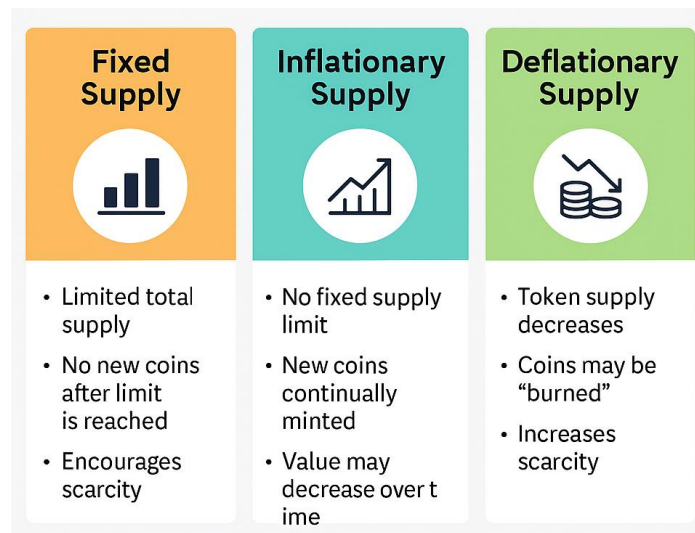 Fixed
Supply
• Limited total
supply
• No new coins
after limit
is reached
• Encourages
scarcity
Inflationary
Supply
• No fixed supply
limit
• New coins
continually
minted
• Value may
decrease over t
ime
Deflationary
Supply
• Token supply
decreases
• Coins may be
“burned”
• Increases
scarcity